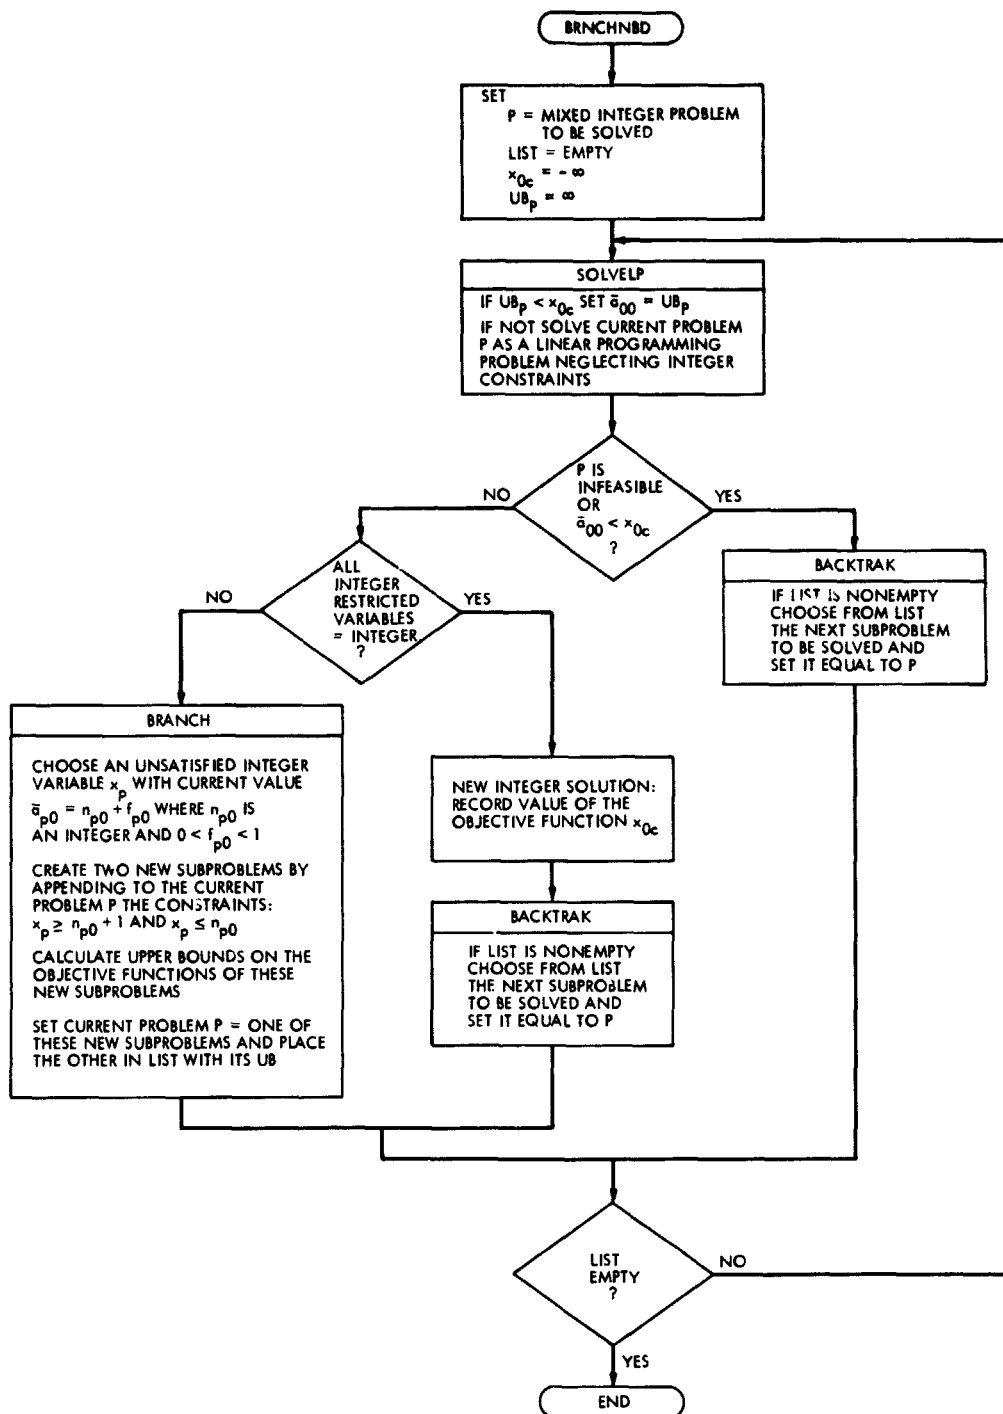 BRNCHNBD
SET
P = MIXED INTEGER PROBLEM
TO BE SOLVED
LIST = EMPTY
x0c = - ∞
UBp = ∞
SOLVELP
IF UBp < x0c SET ā00 = UBp
IF NOT SOLVE CURRENT PROBLEM
P AS A LINEAR PROGRAMMING
PROBLEM NEGLECTING INTEGER
CONSTRAINTS
P IS
INFEASIBLE
OR
ā00 < x0c
?
NO
YES
ALL
INTEGER
RESTRICTED
VARIABLES
= INTEGER
?
NO
YES
BACKTRAK
IF LIST IS NONEMPTY
CHOOSE FROM LIST
THE NEXT SUBPROBLEM
TO BE SOLVED AND
SET IT EQUAL TO P
BRANCH
CHOOSE AN UNSATISFIED INTEGER
VARIABLE xp WITH CURRENT VALUE
āp0 = np0 + fp0 WHERE np0 IS
AN INTEGER AND 0 < fp0 < 1
CREATE TWO NEW SUBPROBLEMS BY
APPENDING TO THE CURRENT
PROBLEM P THE CONSTRAINTS:
xp ≥ np0 + 1 AND xp ≤ np0
CALCULATE UPPER BOUNDS ON THE
OBJECTIVE FUNCTIONS OF THESE
NEW SUBPROBLEMS
SET CURRENT PROBLEM P = ONE OF
THESE NEW SUBPROBLEMS AND PLACE
THE OTHER IN LIST WITH ITS UB
NEW INTEGER SOLUTION:
RECORD VALUE OF THE
OBJECTIVE FUNCTION x0c
BACKTRAK
IF LIST IS NONEMPTY
CHOOSE FROM LIST
THE NEXT SUBPROBLEM
TO BE SOLVED AND
SET IT EQUAL TO P
LIST
EMPTY
?
NO
YES
END